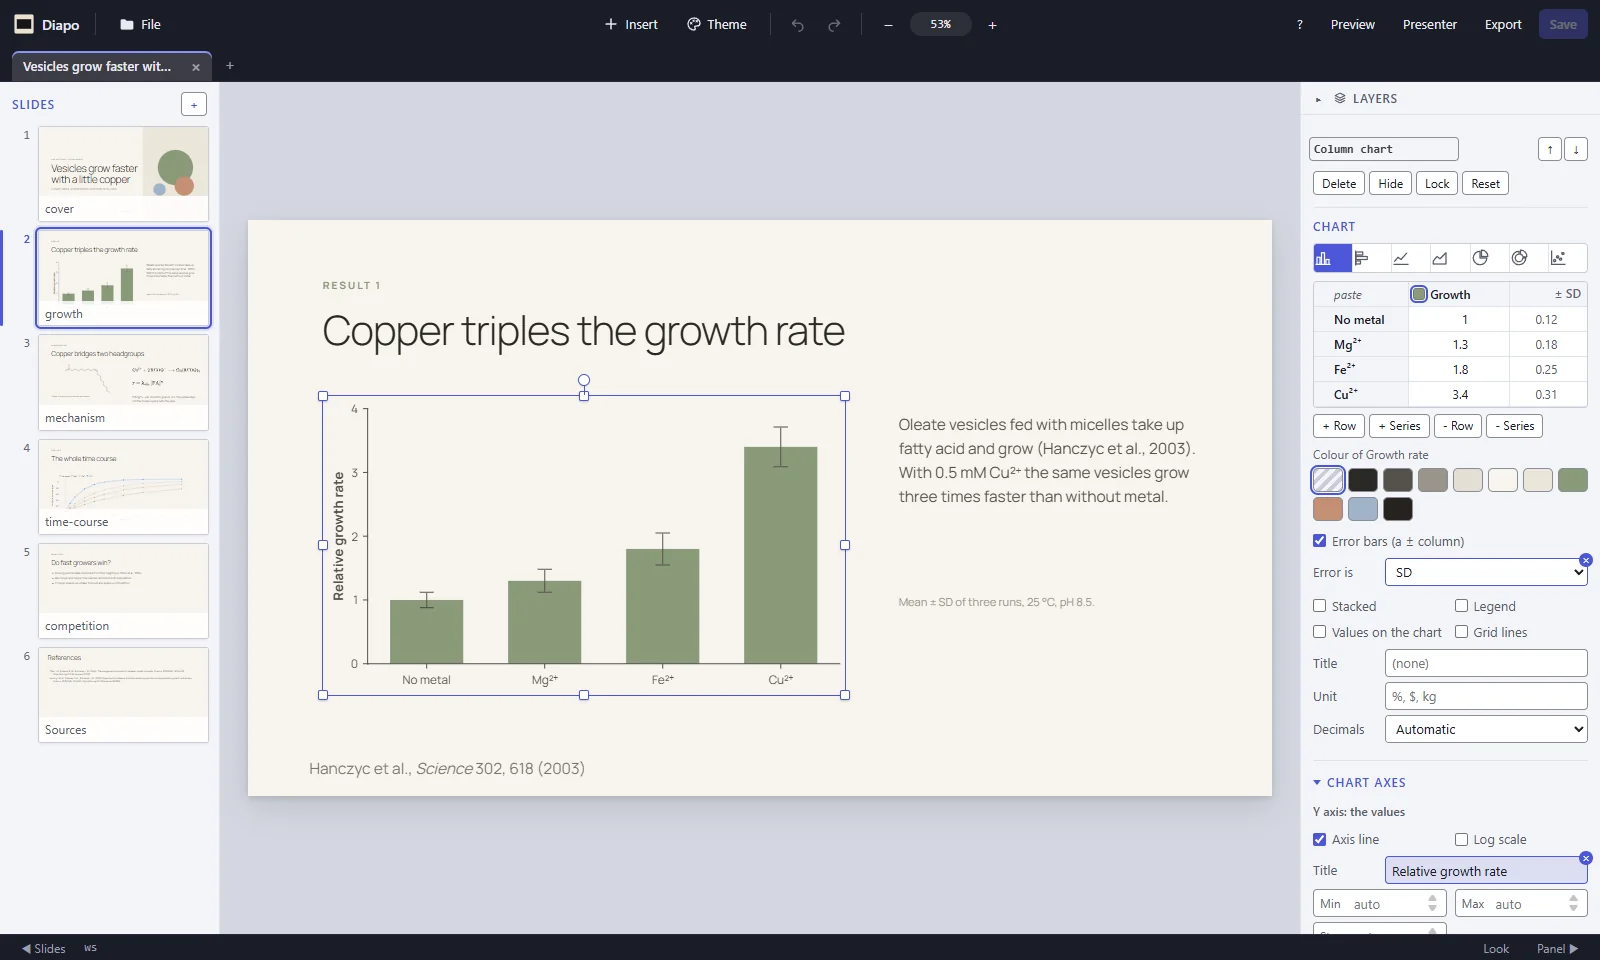 Diapo
File
Insert
Theme
53%
?
Preview
Presenter
Export
Save
Vesicles grow faster wit...
SLIDES
1
Vesicles grow faster
with a little copper
cover
2
Copper triples the growth rate
growth
3
Copper bridges two headgroups
mechanism
4
The whole time course
time-course
5
Do fast growers win?
competition
6
References
Sources
RESULT 1
Copper triples the growth rate
Relative growth rate
4
3
2
1
0
No metal
Mg²⁺
Fe²⁺
Cu²⁺
Oleate vesicles fed with micelles take up
fatty acid and grow (Hanczyc et al., 2003).
With 0.5 mM Cu²⁺ the same vesicles grow
three times faster than without metal.
Mean ± SD of three runs, 25 °C, pH 8.5.
Hanczyc et al., Science 302, 618 (2003)
LAYERS
Column chart
Delete
Hide
Lock
Reset
CHART
paste Growth ± SD
No metal 1 0.12
Mg²⁺ 1.3 0.18
Fe²⁺ 1.8 0.25
Cu²⁺ 3.4 0.31
+ Row
+ Series
- Row
- Series
Colour of Growth rate
Error bars (a ± column)
Error is SD
Stacked
Legend
Values on the chart
Grid lines
Title (none)
Unit %, $, kg
Decimals Automatic
CHART AXES
Y axis: the values
Axis line
Log scale
Title Relative growth rate
Min auto
Max auto
◀ Slides
ws
Look
Panel ▶